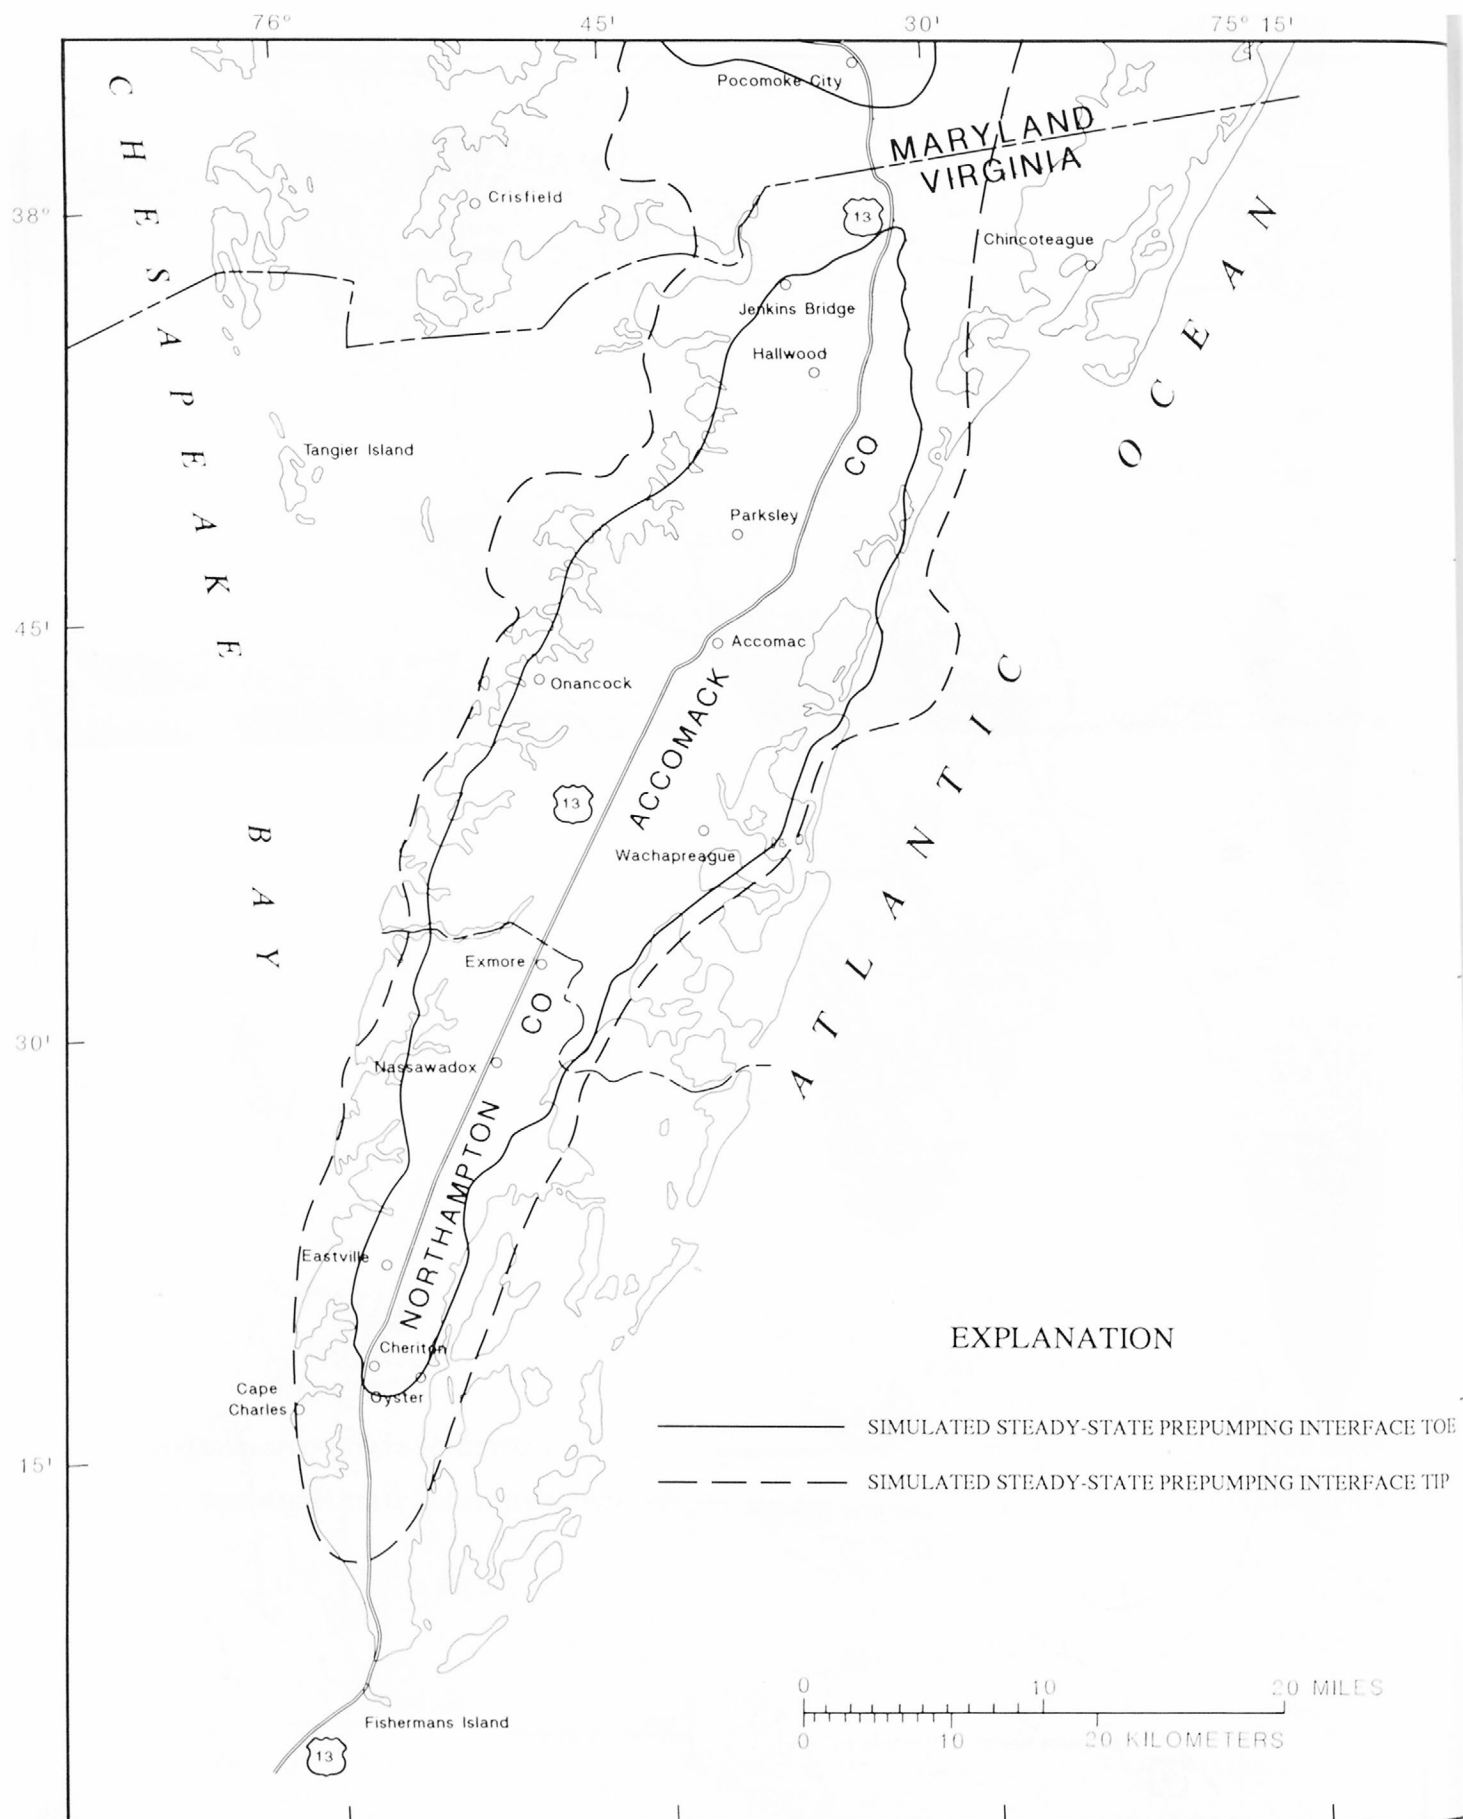 76° 45' 30' 75° 15'
Pocomoke City
MARYLAND
VIRGINIA
CHESAPEAKE BAY
Crisfield
38°
13
Chincoteague
Jenkins Bridge
Hallwood
ATLANTIC OCEAN
Tangier Island
Parksley
45'
Accomac
Onancock
ACCOMACK CO
13
Wachapreague
Exmore
30'
Nassawadox
NORTHAMPTON CO
Eastville
Cheriton
Oyster
Cape
Charles
15'
Fishermans Island
13
EXPLANATION
SIMULATED STEADY-STATE PREPUMPING INTERFACE TOE
SIMULATED STEADY-STATE PREPUMPING INTERFACE TIP
0 10 20 MILES
0 10 20 KILOMETERS